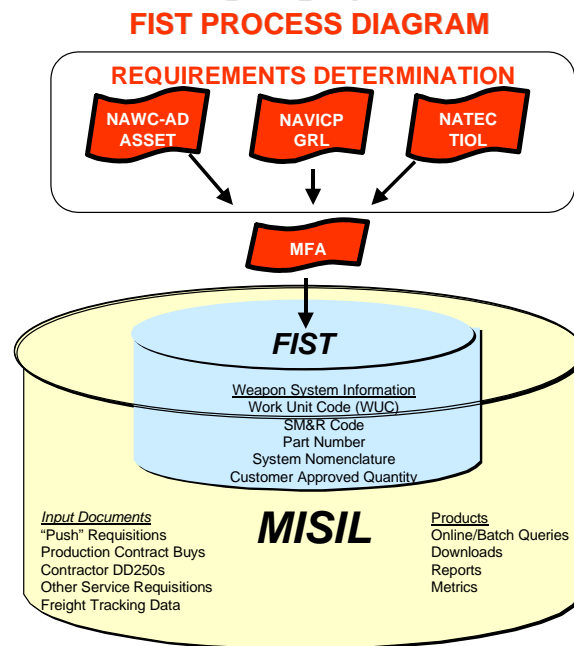 FIST PROCESS DIAGRAM
REQUIREMENTS DETERMINATION
NAWC-AD
ASSET
NAVICP
GRL
NATEC
TIOL
MFA
FIST
Weapon System Information
Work Unit Code (WUC)
SM&R Code
Part Number
System Nomenclature
Customer Approved Quantity
MISIL
Input Documents
“Push” Requisitions
Production Contract Buys
Contractor DD250s
Other Service Requisitions
Freight Tracking Data
Products
Online/Batch Queries
Downloads
Reports
Metrics